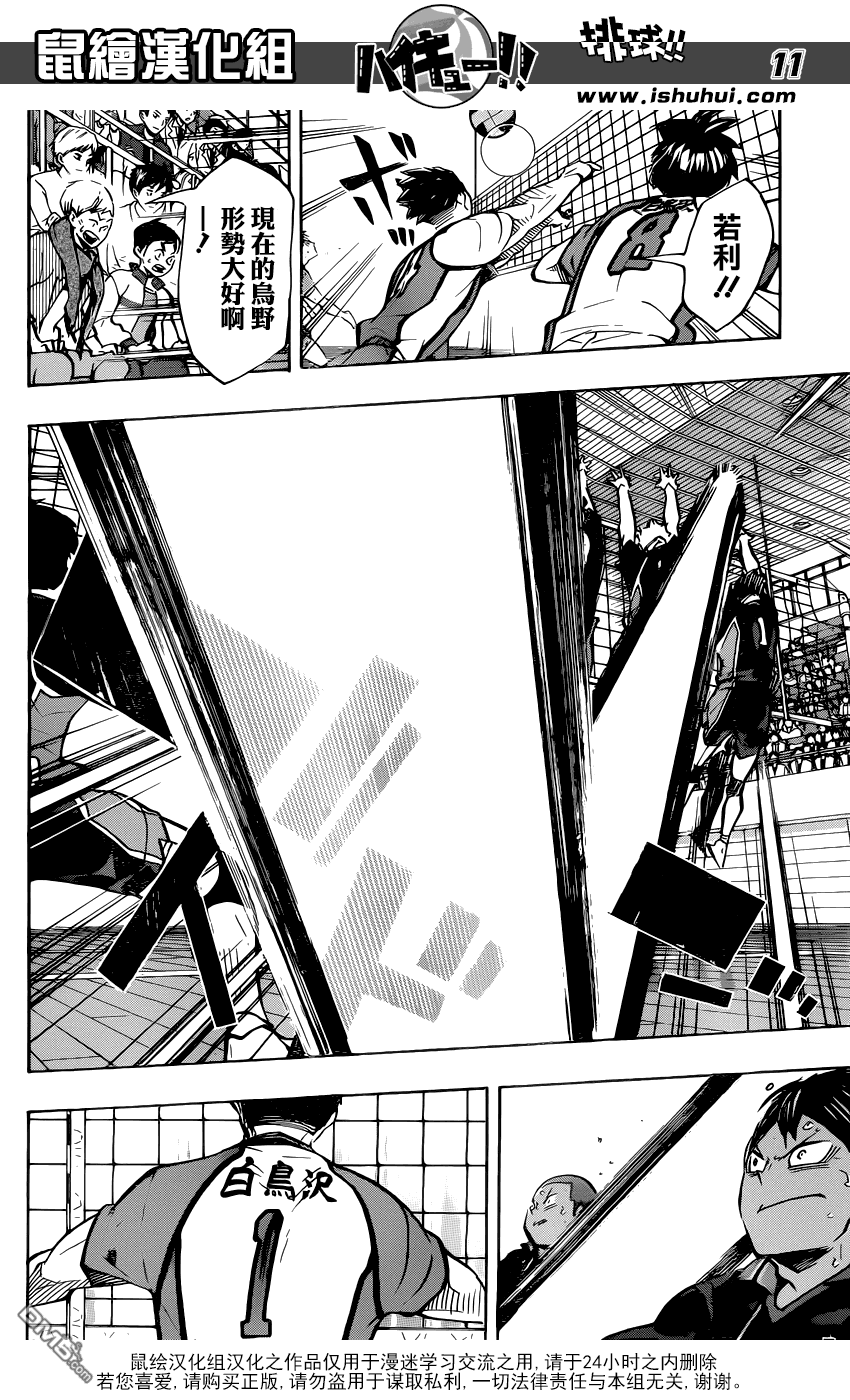 鼠繪漢化組
ハイキュー!!
排球!!
11
www.ishuhui.com
若利!!
現在的烏野
形勢大好啊
—!
白鳥沢
1
1
鼠绘汉化组汉化之作品仅用于漫迷学习交流之用,请于24小时之内删除
若您喜爱,请购买正版,请勿盗用于谋取私利,一切法律责任与本组无关,谢谢。